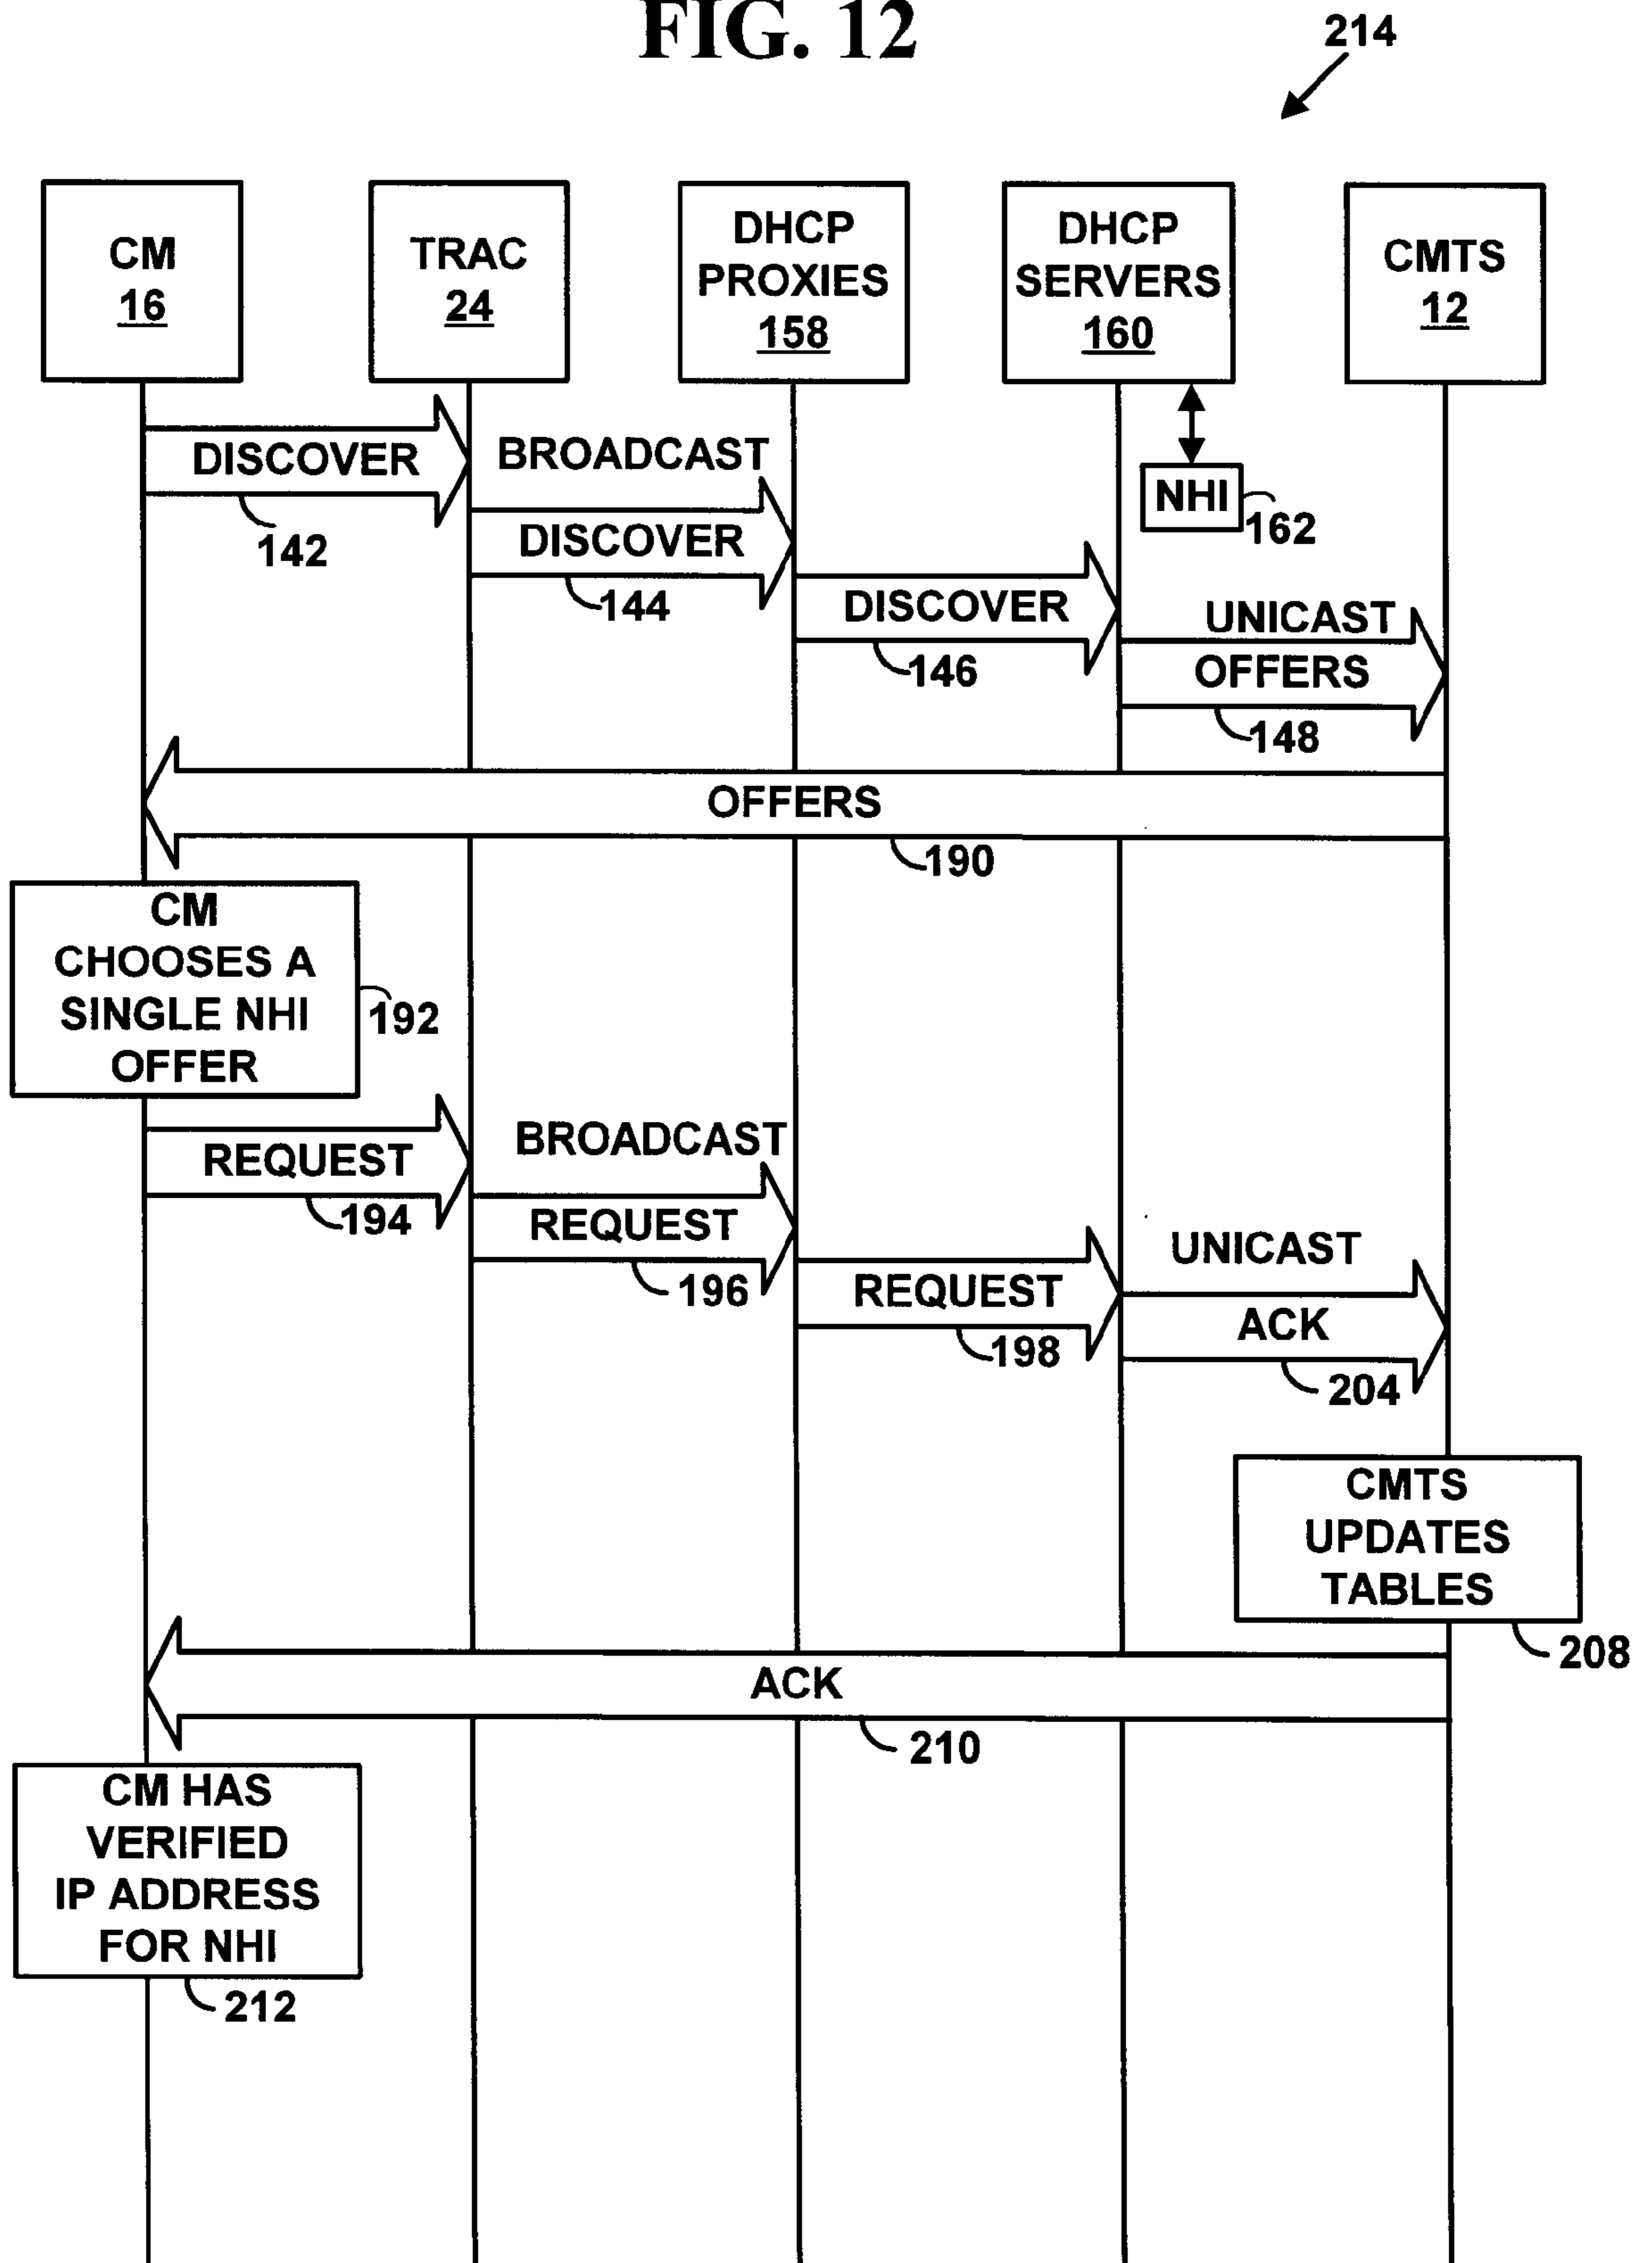 FIG. 12
214
CM
16
TRAC
24
DHCP
PROXIES
158
DHCP
SERVERS
160
CMTS
12
DISCOVER
142
BROADCAST
DISCOVER
144
NHI
162
DISCOVER
146
UNICAST
OFFERS
148
OFFERS
190
CM
CHOOSES A
SINGLE NHI
OFFER
192
REQUEST
194
BROADCAST
REQUEST
196
REQUEST
198
UNICAST
ACK
204
CMTS
UPDATES
TABLES
208
ACK
210
CM HAS
VERIFIED
IP ADDRESS
FOR NHI
212